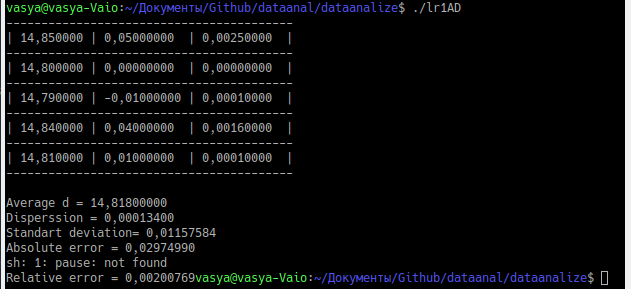 vasya@vasya-Vaio:~/Документы/Github/dataanal/dataanalize$ ./lr1AD
---------------------------------------
| 14,850000 | 0,05000000  | 0,00250000  |
---------------------------------------
| 14,800000 | 0,00000000  | 0,00000000  |
---------------------------------------
| 14,790000 | -0,01000000 | 0,00010000  |
---------------------------------------
| 14,840000 | 0,04000000  | 0,00160000  |
---------------------------------------
| 14,810000 | 0,01000000  | 0,00010000  |
---------------------------------------
Average d = 14,81800000
Disperssion = 0,00013400
Standart deviation= 0,01157584
Absolute error = 0,02974990
sh: 1: pause: not found
Relative error = 0,00200769vasya@vasya-Vaio:~/Документы/Github/dataanal/dataanalize$